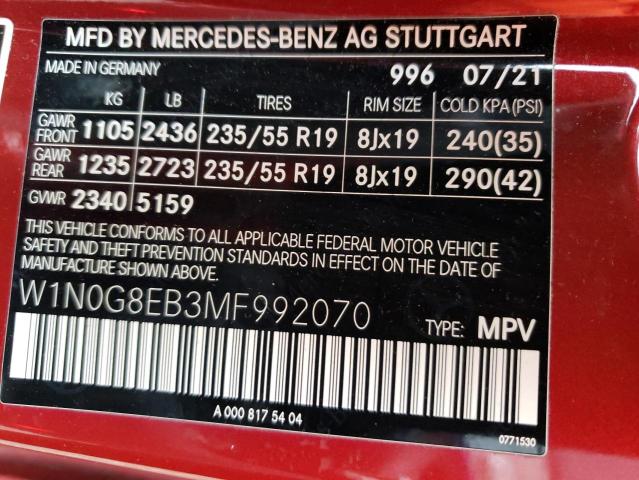 MFD BY MERCEDES-BENZ AG STUTTGART
MADE IN GERMANY 996 07/21
KG LB TIRES RIM SIZE COLD KPA(PSI)
GAWR FRONT 1105 2436 235/55 R19 8Jx19 240(35)
GAWR REAR 1235 2723 235/55 R19 8Jx19 290(42)
GVWR 2340 5159
THIS VEHICLE CONFORMS TO ALL APPLICABLE FEDERAL MOTOR VEHICLE
SAFETY AND THEFT PREVENTION STANDARDS IN EFFECT ON THE DATE OF
MANUFACTURE SHOWN ABOVE.
W1N0G8EB3MF992070
TYPE: MPV
A 000 817 54 04
0771530